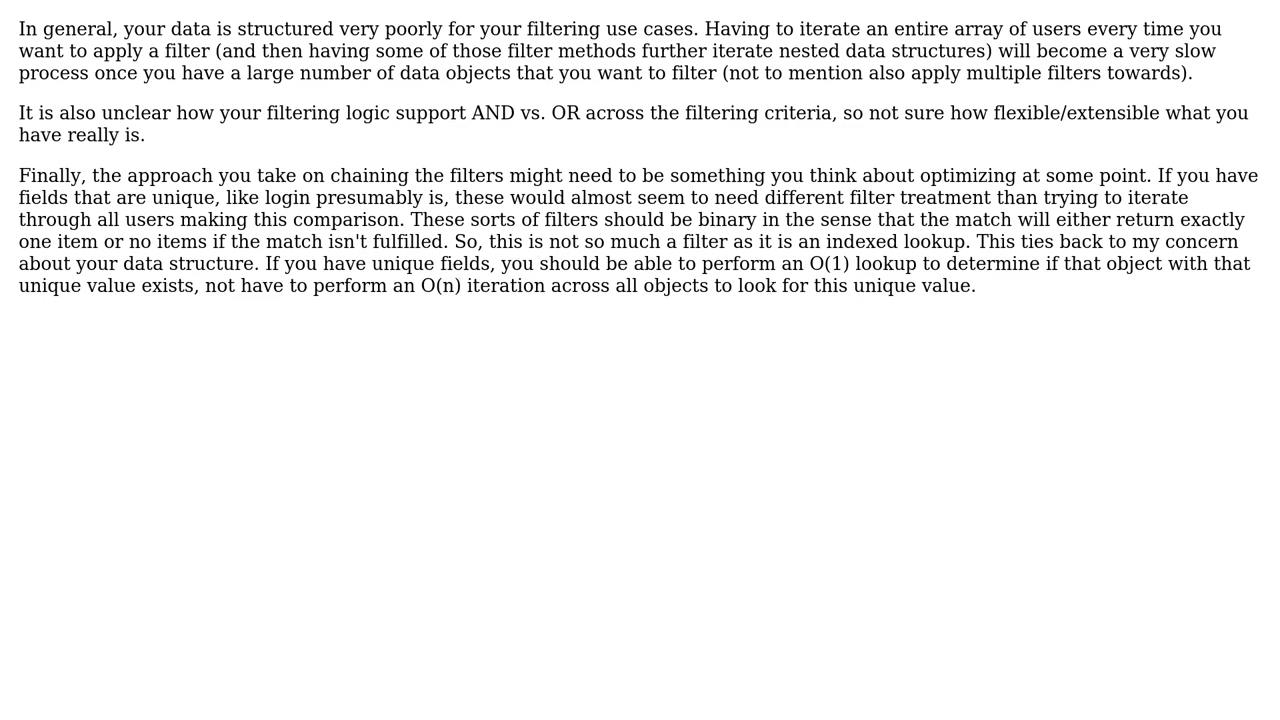 In general, your data is structured very poorly for your filtering use cases. Having to iterate an entire array of users every time you
want to apply a filter (and then having some of those filter methods further iterate nested data structures) will become a very slow
process once you have a large number of data objects that you want to filter (not to mention also apply multiple filters towards).
It is also unclear how your filtering logic support AND vs. OR across the filtering criteria, so not sure how flexible/extensible what you
have really is.
Finally, the approach you take on chaining the filters might need to be something you think about optimizing at some point. If you have
fields that are unique, like login presumably is, these would almost seem to need different filter treatment than trying to iterate
through all users making this comparison. These sorts of filters should be binary in the sense that the match will either return exactly
one item or no items if the match isn't fulfilled. So, this is not so much a filter as it is an indexed lookup. This ties back to my concern
about your data structure. If you have unique fields, you should be able to perform an O(1) lookup to determine if that object with that
unique value exists, not have to perform an O(n) iteration across all objects to look for this unique value.